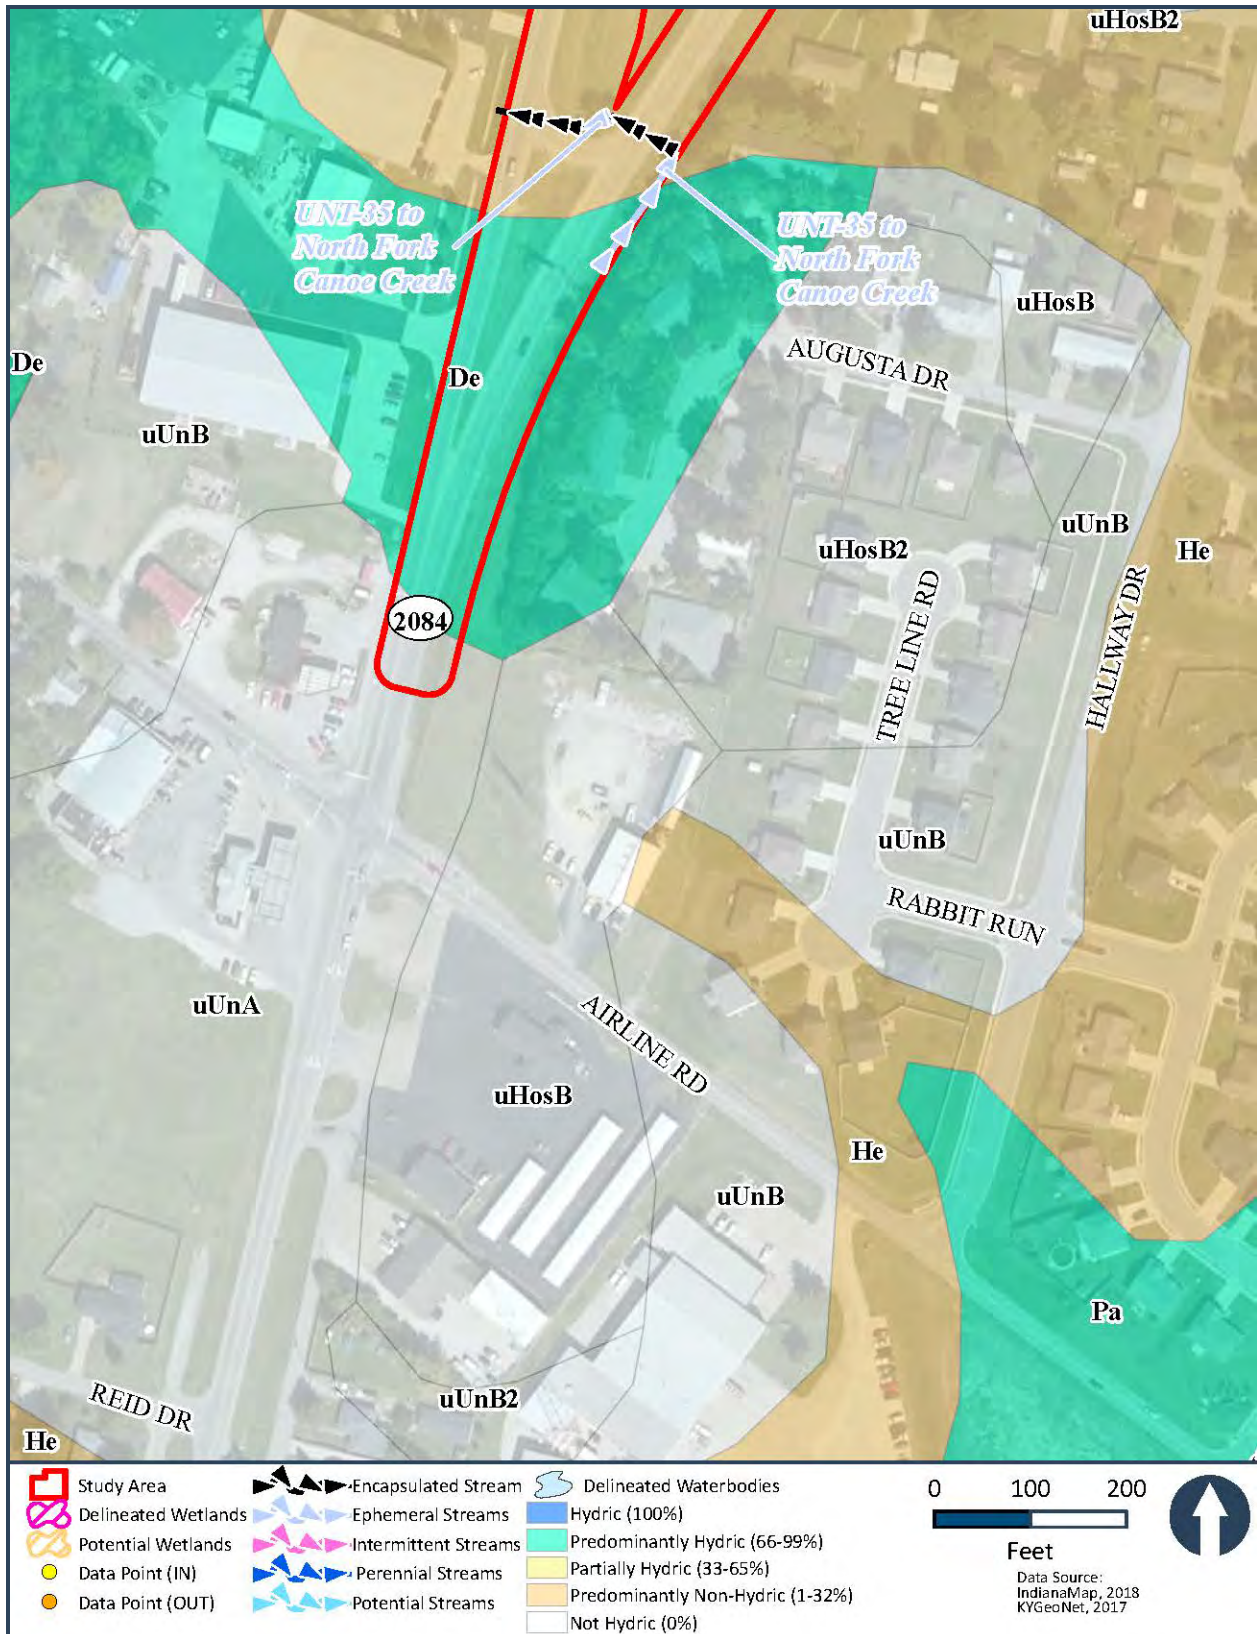 uHosB2
UNT-35 to
North Fork
Canoe Creek
UNT-35 to
North Fork
Canoe Creek
uHosB
AUGUSTA DR
De
De
uUnB
uUnB
uHosB2
He
TREE LINE RD
HALLWAY DR
2084
uUnB
RABBIT RUN
uUnA
AIRLINE RD
uHosB
He
uUnB
Pa
REID DR
uUnB2
He
Study Area
Delineated Wetlands
Potential Wetlands
Data Point (IN)
Data Point (OUT)
Encapsulated Stream
Ephemeral Streams
Intermittent Streams
Perennial Streams
Potential Streams
Delineated Waterbodies
Hydric (100%)
Predominantly Hydric (66-99%)
Partially Hydric (33-65%)
Predominantly Non-Hydric (1-32%)
Not Hydric (0%)
0 100 200
Feet
Data Source:
IndianaMap, 2018
KYGeoNet, 2017